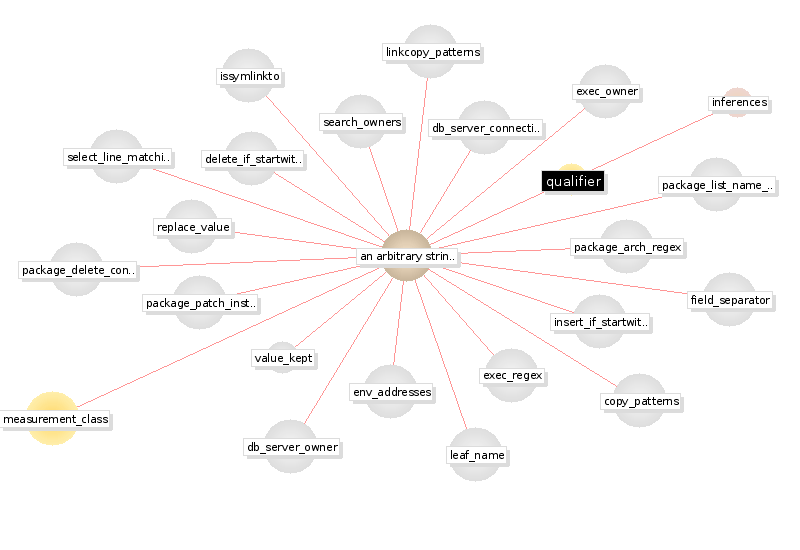 linkcopy_patterns
issymlinkto
exec_owner
inferences
search_owners
db_server_connecti..
select_line_matchi..
delete_if_startwit..
qualifier
package_list_name_..
replace_value
package_arch_regex
an arbitrary strin..
package_delete_con..
package_patch_inst..
field_separator
insert_if_startwit..
value_kept
exec_regex
env_addresses
copy_patterns
measurement_class
db_server_owner
leaf_name